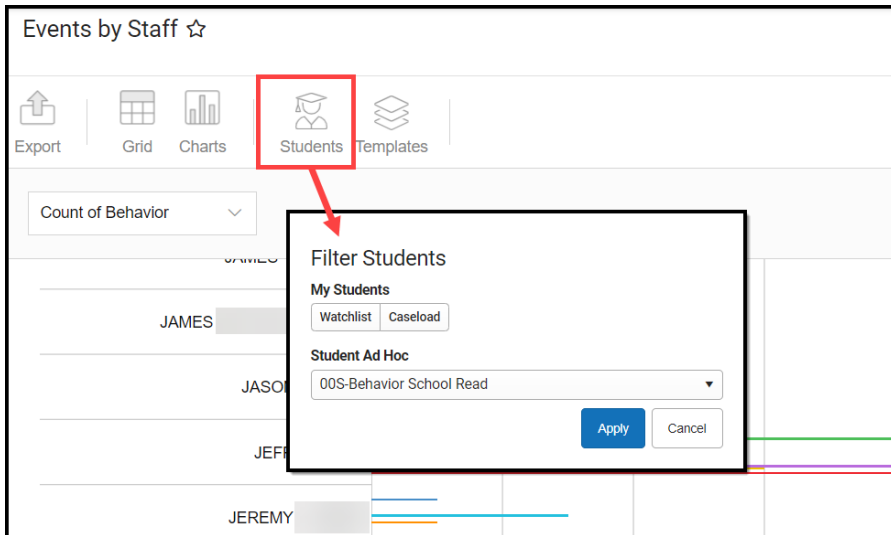 Events by Staff
Export Grid Charts Students Templates
Count of Behavior
JAMES
JAMES
Filter Students
My Students
Watchlist Caseload
Student Ad Hoc
00S-Behavior School Read
Apply Cancel
JEREMY